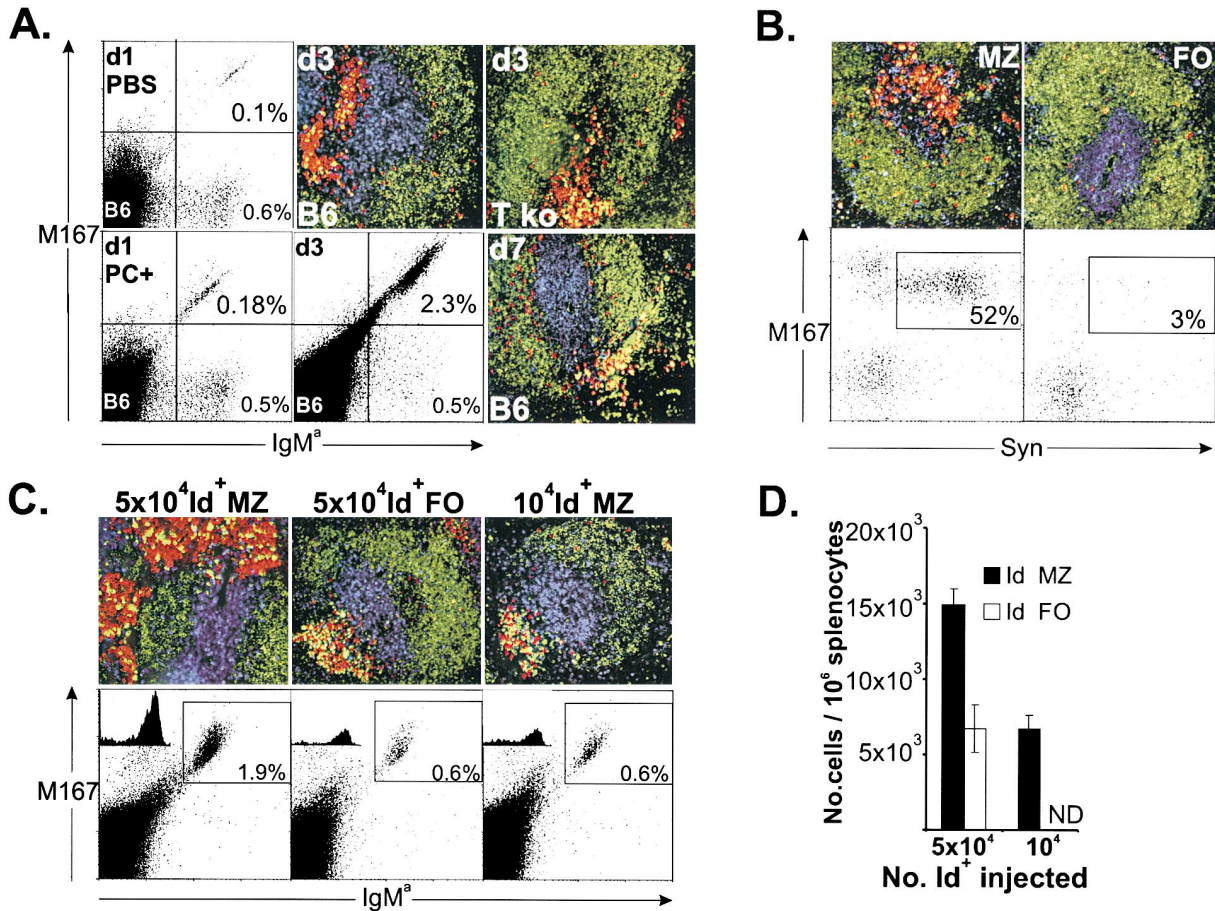 A.
d1
PBS
0.1%
B6
0.6%
d3
B6
d3
T ko
M167
d1
PC+
0.18%
B6
0.5%
d3
2.3%
B6
0.5%
d7
B6
IgMᵃ
B.
MZ
FO
M167
52%
3%
Syn
C.
5x10⁴Id⁺MZ
5x10⁴Id⁺FO
10⁴Id⁺MZ
M167
1.9%
0.6%
0.6%
IgMᵃ
D.
No.cells / 10⁶ splenocytes
20x10³
15x10³
10x10³
5x10³
Id MZ
Id FO
ND
5x10⁴
10⁴
No. Id⁺ injected